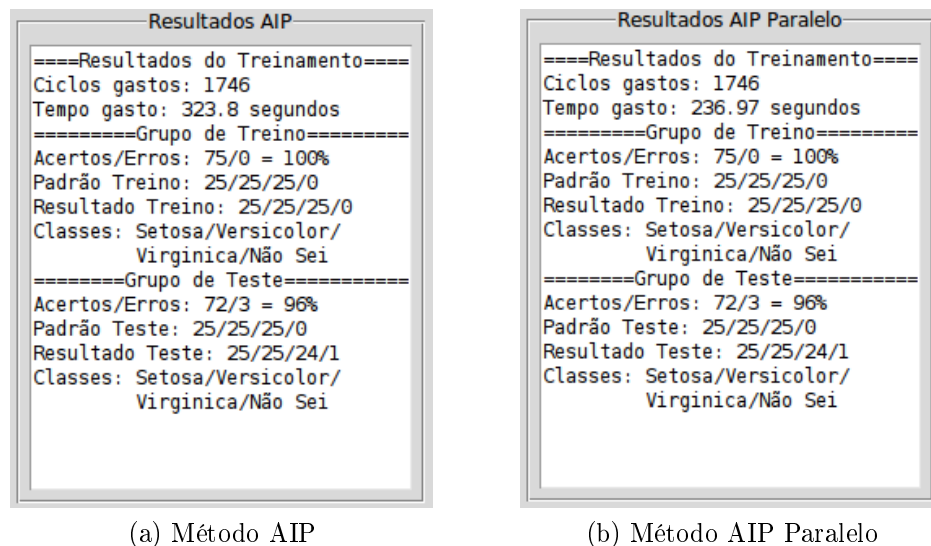 Resultados AIP
====Resultados do Treinamento====
Ciclos gastos: 1746
Tempo gasto: 323.8 segundos
=========Grupo de Treino=========
Acertos/Erros: 75/0 = 100%
Padrão Treino: 25/25/25/0
Resultado Treino: 25/25/25/0
Classes: Setosa/Versicolor/
Virginica/Não Sei
========Grupo de Teste===========
Acertos/Erros: 72/3 = 96%
Padrão Teste: 25/25/25/0
Resultado Teste: 25/25/24/1
Classes: Setosa/Versicolor/
Virginica/Não Sei
(a) Método AIP
Resultados AIP Paralelo
====Resultados do Treinamento====
Ciclos gastos: 1746
Tempo gasto: 236.97 segundos
=========Grupo de Treino=========
Acertos/Erros: 75/0 = 100%
Padrão Treino: 25/25/25/0
Resultado Treino: 25/25/25/0
Classes: Setosa/Versicolor/
Virginica/Não Sei
========Grupo de Teste===========
Acertos/Erros: 72/3 = 96%
Padrão Teste: 25/25/25/0
Resultado Teste: 25/25/24/1
Classes: Setosa/Versicolor/
Virginica/Não Sei
(b) Método AIP Paralelo